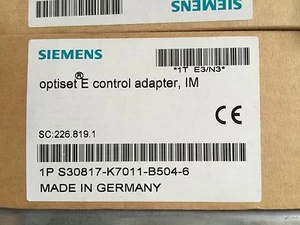 SIEMENS
SIEMENS
*1T E3/N3*
optiset®E control adapter, IM
SC:226.819.1
CE
1P S30817-K7011-B504-6
MADE IN GERMANY